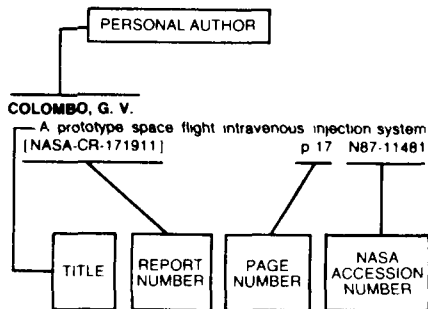 PERSONAL AUTHOR
COLOMBO, G. V.
A prototype space flight intravenous injection system
[NASA-CR-171911] p 17 N87-11481
TITLE
REPORT
NUMBER
PAGE
NUMBER
NASA
ACCESSION
NUMBER